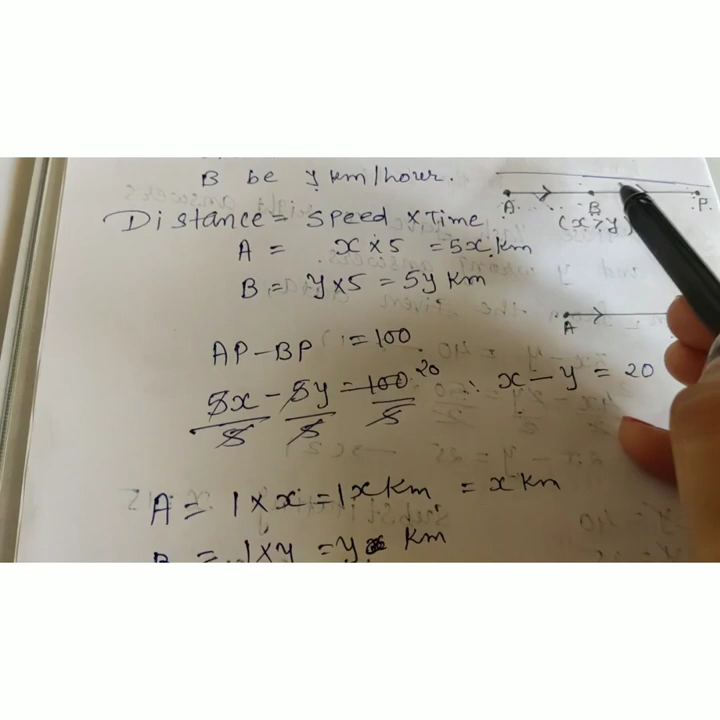 B be y km/hour.
A B P
(x>y)
Distance = Speed × Time
A = x × 5 = 5x km
B = y × 5 = 5y km
A
AP - BP = 100
5x/5 - 5y/5 = 100/5 20 ∴ x - y = 20
A = 1 × x = 1x km = x km
B = 1 × y = y km